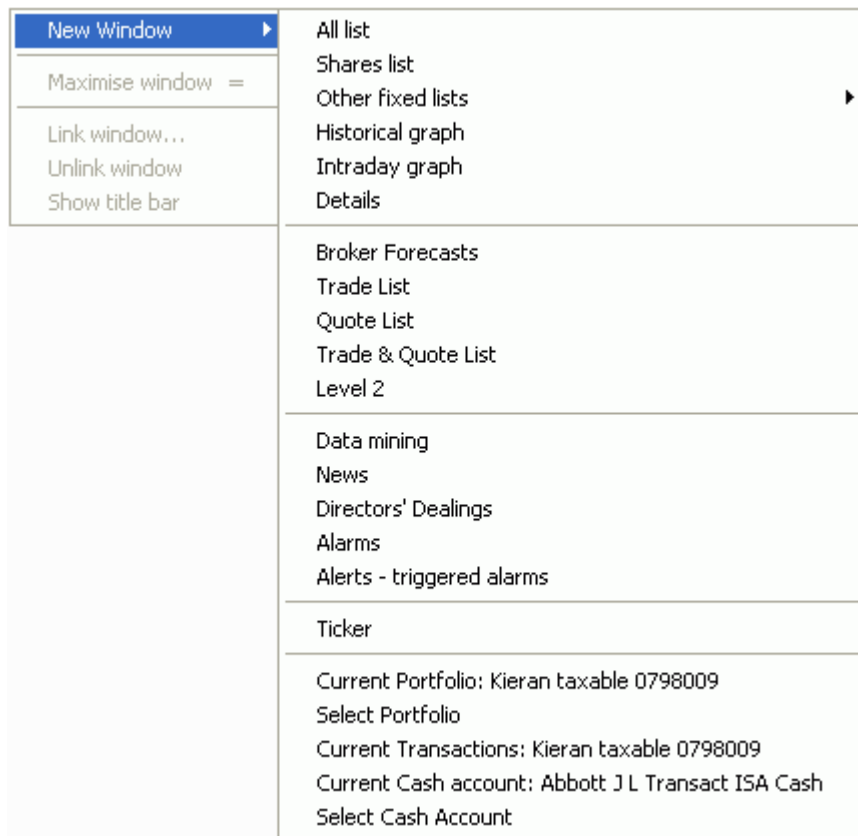 New Window
Maximise window =
Link window...
Unlink window
Show title bar
All list
Shares list
Other fixed lists
Historical graph
Intraday graph
Details
Broker Forecasts
Trade List
Quote List
Trade & Quote List
Level 2
Data mining
News
Directors' Dealings
Alarms
Alerts - triggered alarms
Ticker
Current Portfolio: Kieran taxable 0798009
Select Portfolio
Current Transactions: Kieran taxable 0798009
Current Cash account: Abbott J L Transact ISA Cash
Select Cash Account